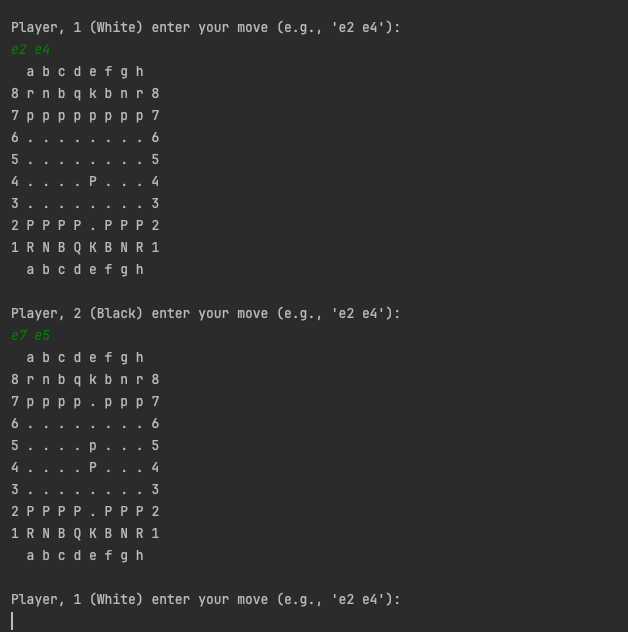 Player, 1 (White) enter your move (e.g., 'e2 e4'):
e2 e4
  a b c d e f g h
8 r n b q k b n r 8
7 p p p p p p p p 7
6 . . . . . . . . 6
5 . . . . . . . . 5
4 . . . . P . . . 4
3 . . . . . . . . 3
2 P P P P . P P P 2
1 R N B Q K B N R 1
  a b c d e f g h
Player, 2 (Black) enter your move (e.g., 'e2 e4'):
e7 e5
  a b c d e f g h
8 r n b q k b n r 8
7 p p p p . p p p 7
6 . . . . . . . . 6
5 . . . . p . . . 5
4 . . . . P . . . 4
3 . . . . . . . . 3
2 P P P P . P P P 2
1 R N B Q K B N R 1
  a b c d e f g h
Player, 1 (White) enter your move (e.g., 'e2 e4'):